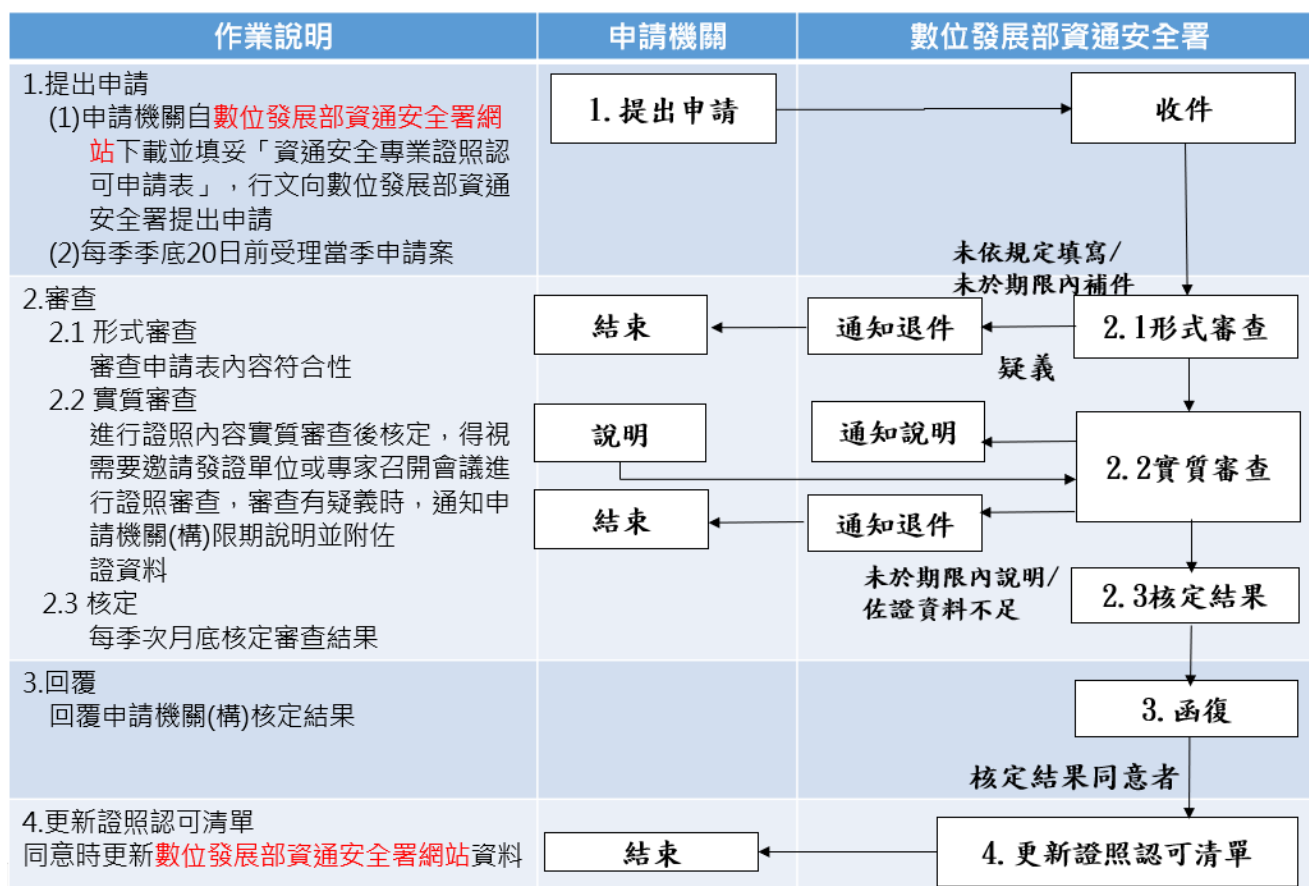 作業說明
申請機關
數位發展部資通安全署
1.提出申請
(1)申請機關自數位發展部資通安全署網
站下載並填妥「資通安全專業證照認
可申請表」，行文向數位發展部資通
安全署提出申請
(2)每季季底20日前受理當季申請案
1.提出申請
收件
未依規定填寫/
未於期限內補件
2.審查
2.1 形式審查
審查申請表內容符合性
2.2 實質審查
進行證照內容實質審查後核定，得視
需要邀請發證單位或專家召開會議進
行證照審查，審查有疑義時，通知申
請機關(構)限期說明並附佐
證資料
2.3 核定
每季次月底核定審查結果
結束
通知退件
2.1形式審查
疑義
說明
通知說明
2.2實質審查
結束
通知退件
未於期限內說明/
佐證資料不足
2.3核定結果
3.回覆
回覆申請機關(構)核定結果
3.函復
核定結果同意者
4.更新證照認可清單
同意時更新數位發展部資通安全署網站資料
結束
4.更新證照認可清單